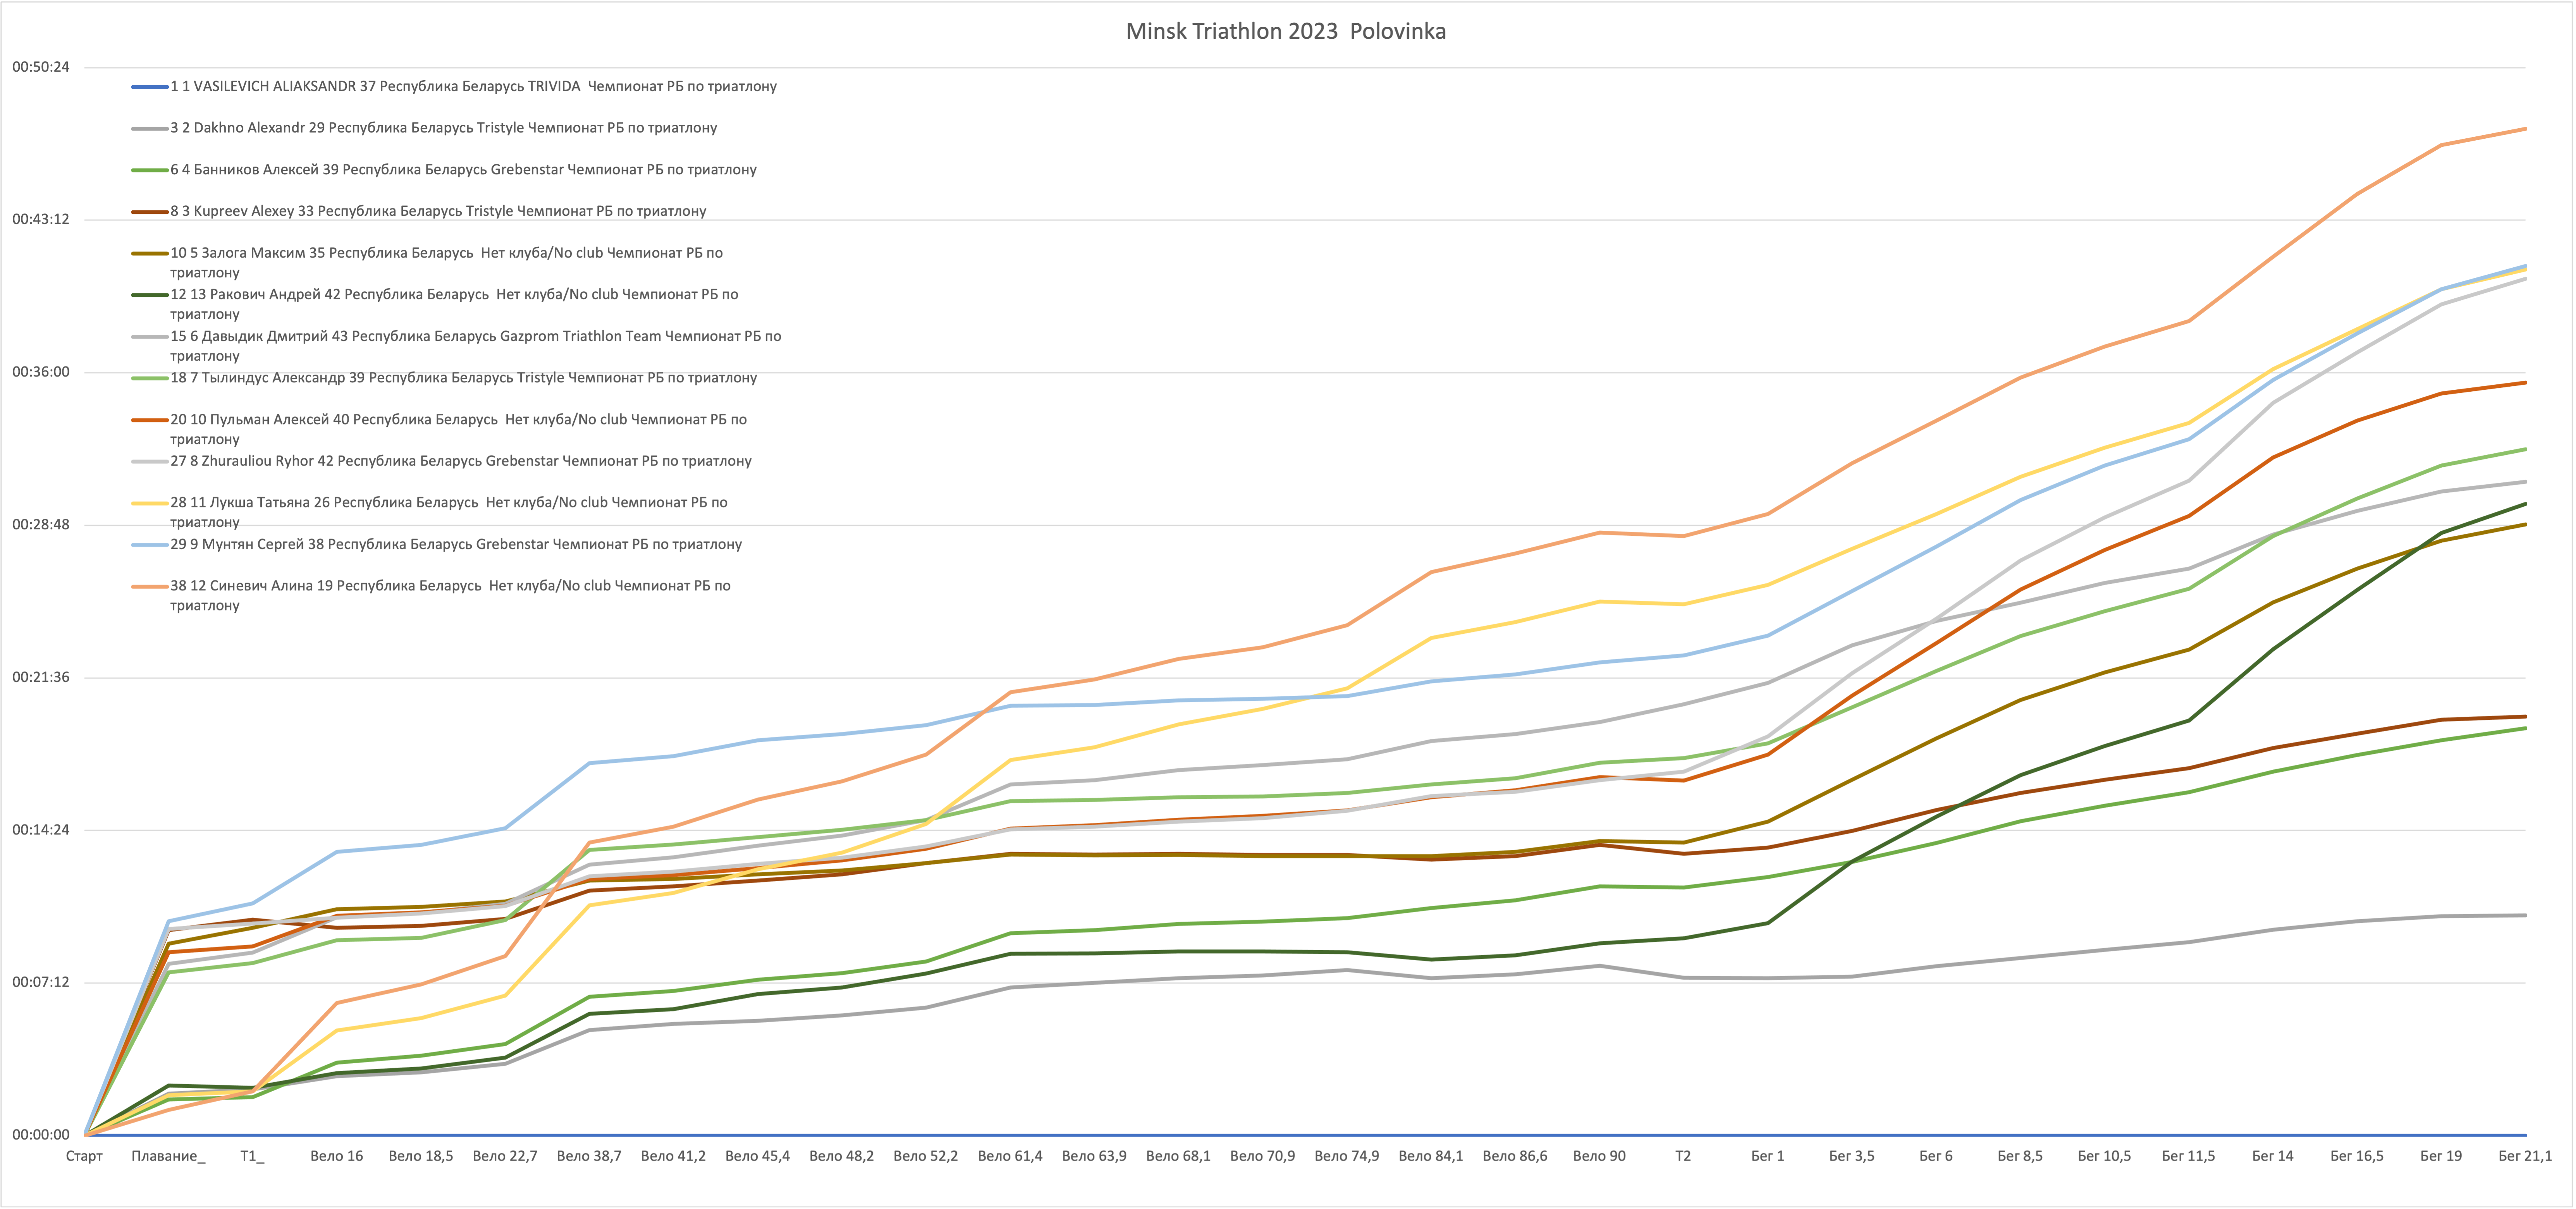 Minsk Triathlon 2023  Polovinka
00:50:24
1 1 VASILEVICH ALIAKSANDR 37 Республика Беларусь TRIVIDA  Чемпионат РБ по триатлону
3 2 Dakhno Alexandr 29 Республика Беларусь Tristyle Чемпионат РБ по триатлону
6 4 Банников Алексей 39 Республика Беларусь Grebenstar Чемпионат РБ по триатлону
8 3 Kupreev Alexey 33 Республика Беларусь Tristyle Чемпионат РБ по триатлону
00:43:12
10 5 Залога Максим 35 Республика Беларусь  Нет клуба/No club Чемпионат РБ по
триатлону
12 13 Ракович Андрей 42 Республика Беларусь  Нет клуба/No club Чемпионат РБ по
триатлону
15 6 Давыдик Дмитрий 43 Республика Беларусь Gazprom Triathlon Team Чемпионат РБ по
триатлону
00:36:00
18 7 Тылиндус Александр 39 Республика Беларусь Tristyle Чемпионат РБ по триатлону
20 10 Пульман Алексей 40 Республика Беларусь  Нет клуба/No club Чемпионат РБ по
триатлону
27 8 Zhurauliou Ryhor 42 Республика Беларусь Grebenstar Чемпионат РБ по триатлону
28 11 Лукша Татьяна 26 Республика Беларусь  Нет клуба/No club Чемпионат РБ по
триатлону
00:28:48
29 9 Мунтян Сергей 38 Республика Беларусь Grebenstar Чемпионат РБ по триатлону
38 12 Синевич Алина 19 Республика Беларусь  Нет клуба/No club Чемпионат РБ по
триатлону
00:21:36
00:14:24
00:07:12
00:00:00
Старт Плавание_ Т1_ Вело 16 Вело 18,5 Вело 22,7 Вело 38,7 Вело 41,2 Вело 45,4 Вело 48,2 Вело 52,2 Вело 61,4 Вело 63,9 Вело 68,1 Вело 70,9 Вело 74,9 Вело 84,1 Вело 86,6 Вело 90 Т2 Бег 1 Бег 3,5 Бег 6 Бег 8,5 Бег 10,5 Бег 11,5 Бег 14 Бег 16,5 Бег 19 Бег 21,1